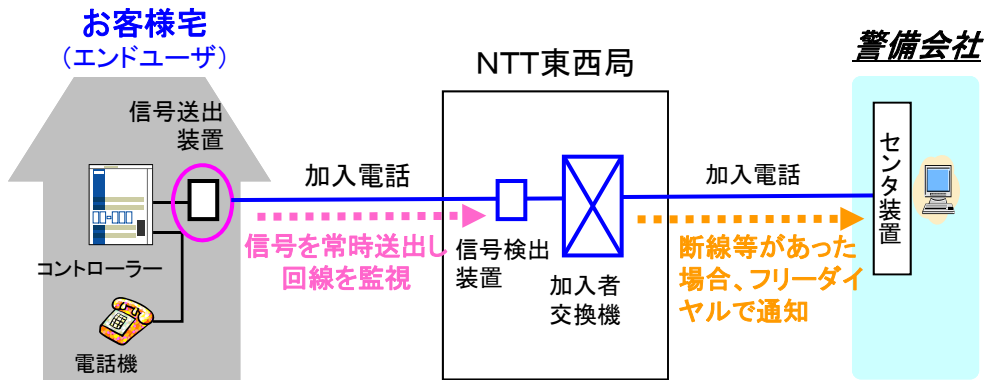 お客様宅
（エンドユーザ）
信号送出
装置
コントローラー
電話機
加入電話
信号を常時送出し
回線を監視
NTT東西局
信号検出
装置
加入者
交換機
加入電話
断線等があった
場合、フリーダイ
ヤルで通知
警備会社
センタ装置